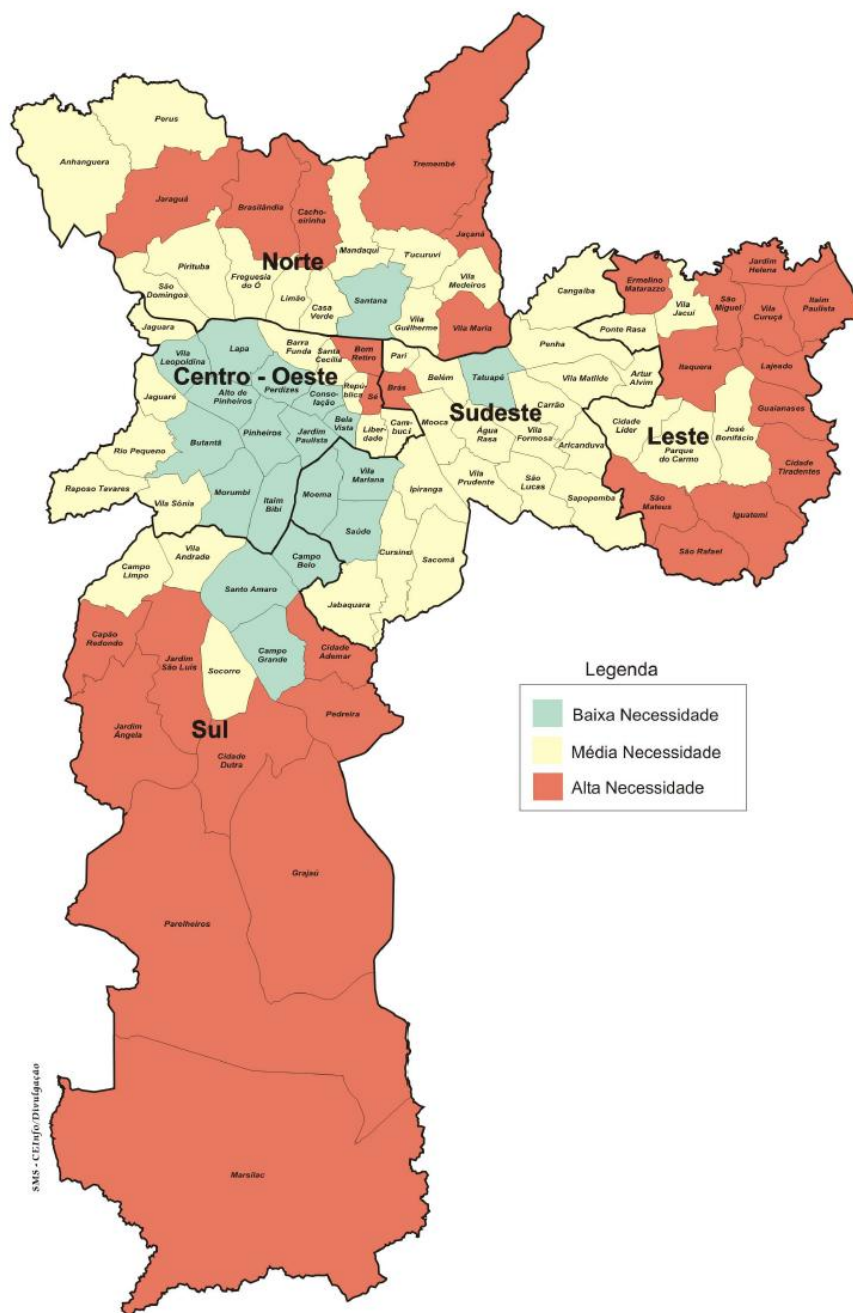 Perus
Anhanguera
Tremembé
Jaraguá
Brasilândia
Cacho-
eirinha
Jaçanã
Mandaqui
Tucuruvi
Pirituba
Norte
Freguesia
do Ó
São
Domingos
Limão
Casa
Verde
Santana
Vila
Medeiros
Vila
Guilherme
Vila Maria
Jaguara
Cangaíba
Ermelino
Matarazzo
Vila
Jacuí
Jardim
Helena
São
Miguel
Vila
Curuçá
Itaim
Paulista
Ponte Rasa
Penha
Itaquera
Lajeado
Vila
Leopoldina
Lapa
Barra
Funda
Santa
Cecília
Bom
Retiro
Pari
Centro - Oeste
Jaguaré
Alto de
Pinheiros
Perdizes
Conso-
lação
Repú-
blica
Sé
Brás
Belém
Tatuapé
Vila Matilde
Artur
Alvim
Sudeste
Carrão
Guaianases
Butantã
Pinheiros
Jardim
Paulista
Bela
Vista
Liber-
dade
Cam-
buci
Mooca
Água
Rasa
Vila
Formosa
Aricanduva
Cidade
Líder
Leste
Parque
do Carmo
José
Bonifácio
Cidade
Tiradentes
Rio Pequeno
Raposo Tavares
Vila Sônia
Morumbi
Itaim
Bibi
Moema
Vila
Mariana
Ipiranga
Vila
Prudente
São
Lucas
Sapopemba
São
Mateus
Iguatemi
São Rafael
Saúde
Cursino
Sacomã
Vila
Andrade
Campo
Limpo
Campo
Belo
Santo Amaro
Jabaquara
Capão
Redondo
Jardim
São Luís
Socorro
Campo
Grande
Cidade
Ademar
Pedreira
Jardim
Ângela
Sul
Cidade
Dutra
Grajaú
Parelheiros
Marsilac
Legenda
Baixa Necessidade
Média Necessidade
Alta Necessidade
SMS - CEInfo/Divulgação